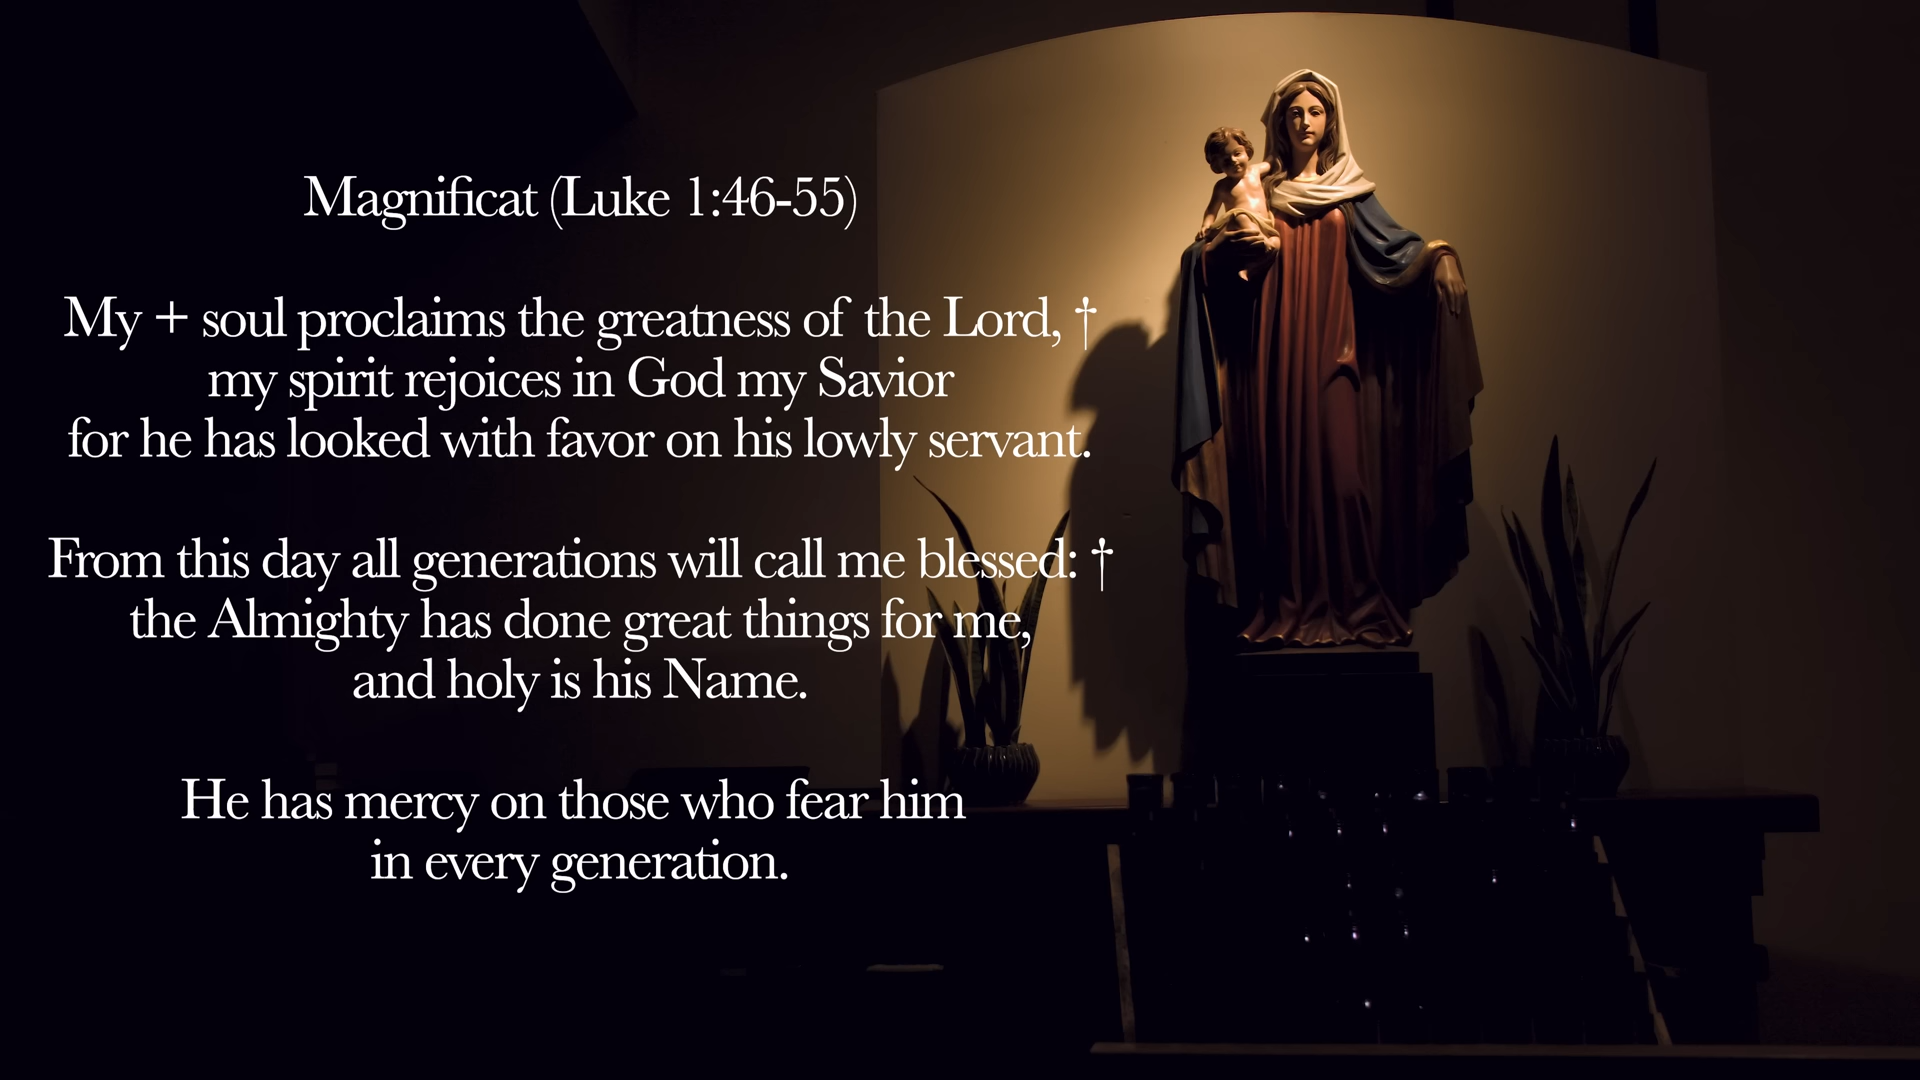 Magnificat (Luke 1:46-55)
My + soul proclaims the greatness of the Lord, †
my spirit rejoices in God my Savior
for he has looked with favor on his lowly servant.
From this day all generations will call me blessed: †
the Almighty has done great things for me,
and holy is his Name.
He has mercy on those who fear him
in every generation.